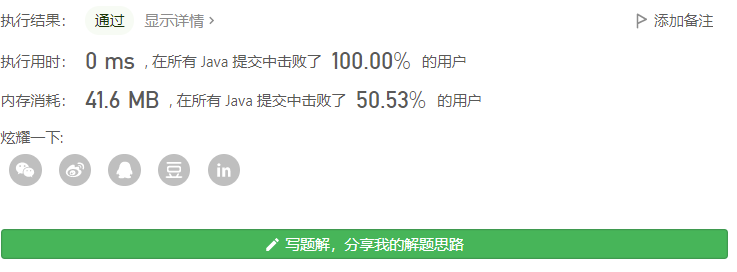 执行结果： 通过 显示详情 › 添加备注
执行用时： 0 ms , 在所有 Java 提交中击败了 100.00% 的用户
内存消耗： 41.6 MB , 在所有 Java 提交中击败了 50.53% 的用户
炫耀一下:
豆 in
写题解，分享我的解题思路